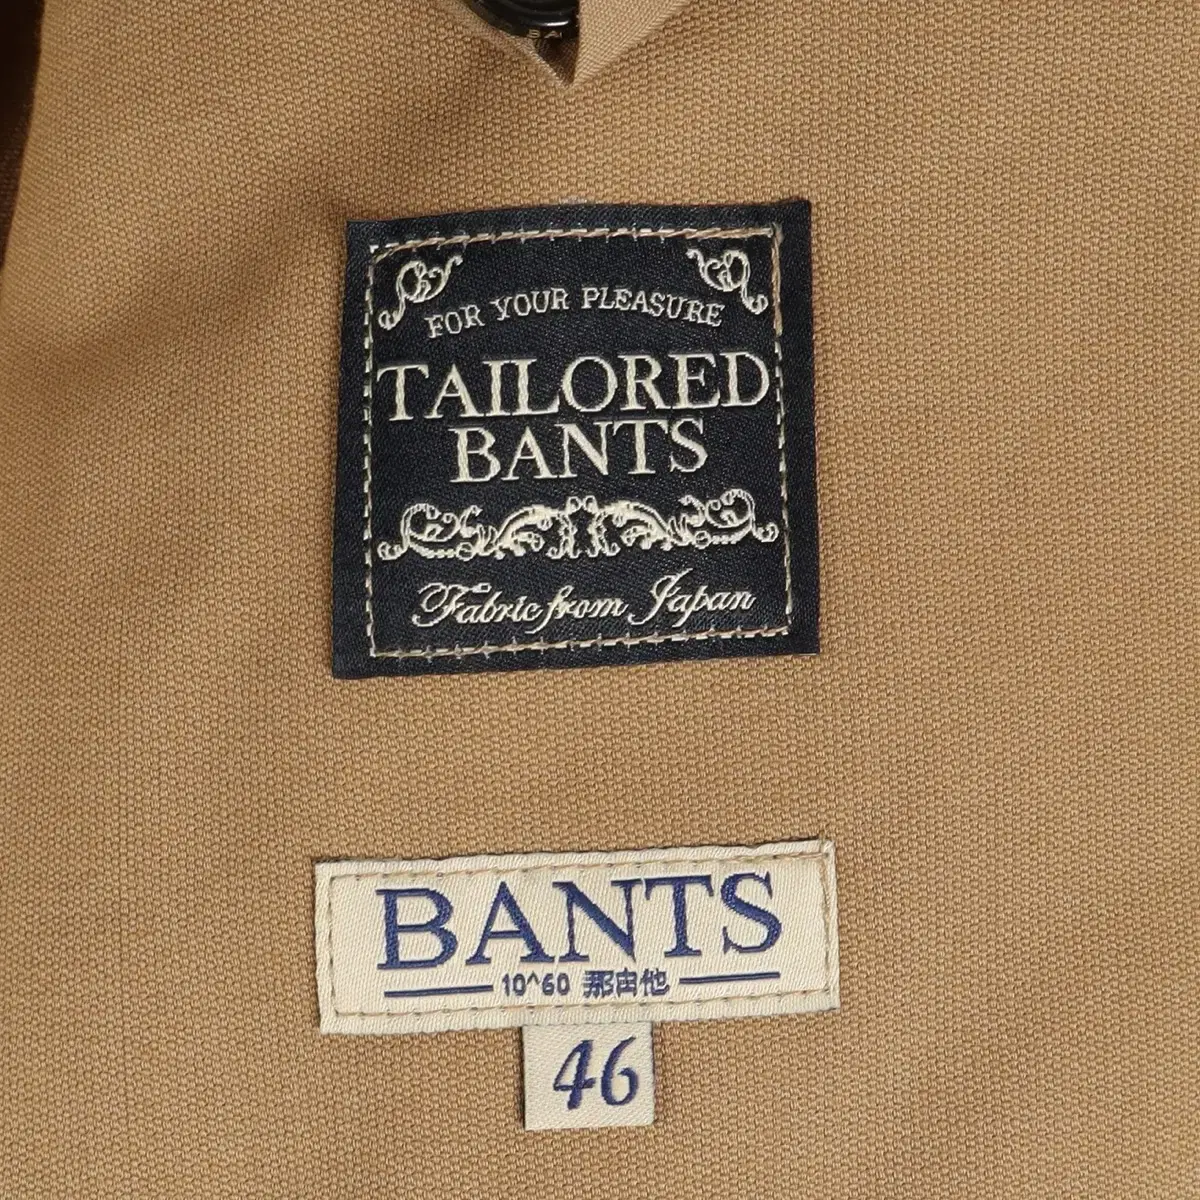 FOR YOUR PLEASURE
TAILORED
BANTS
Fabric from Japan
BANTS
10^60 那由他
46